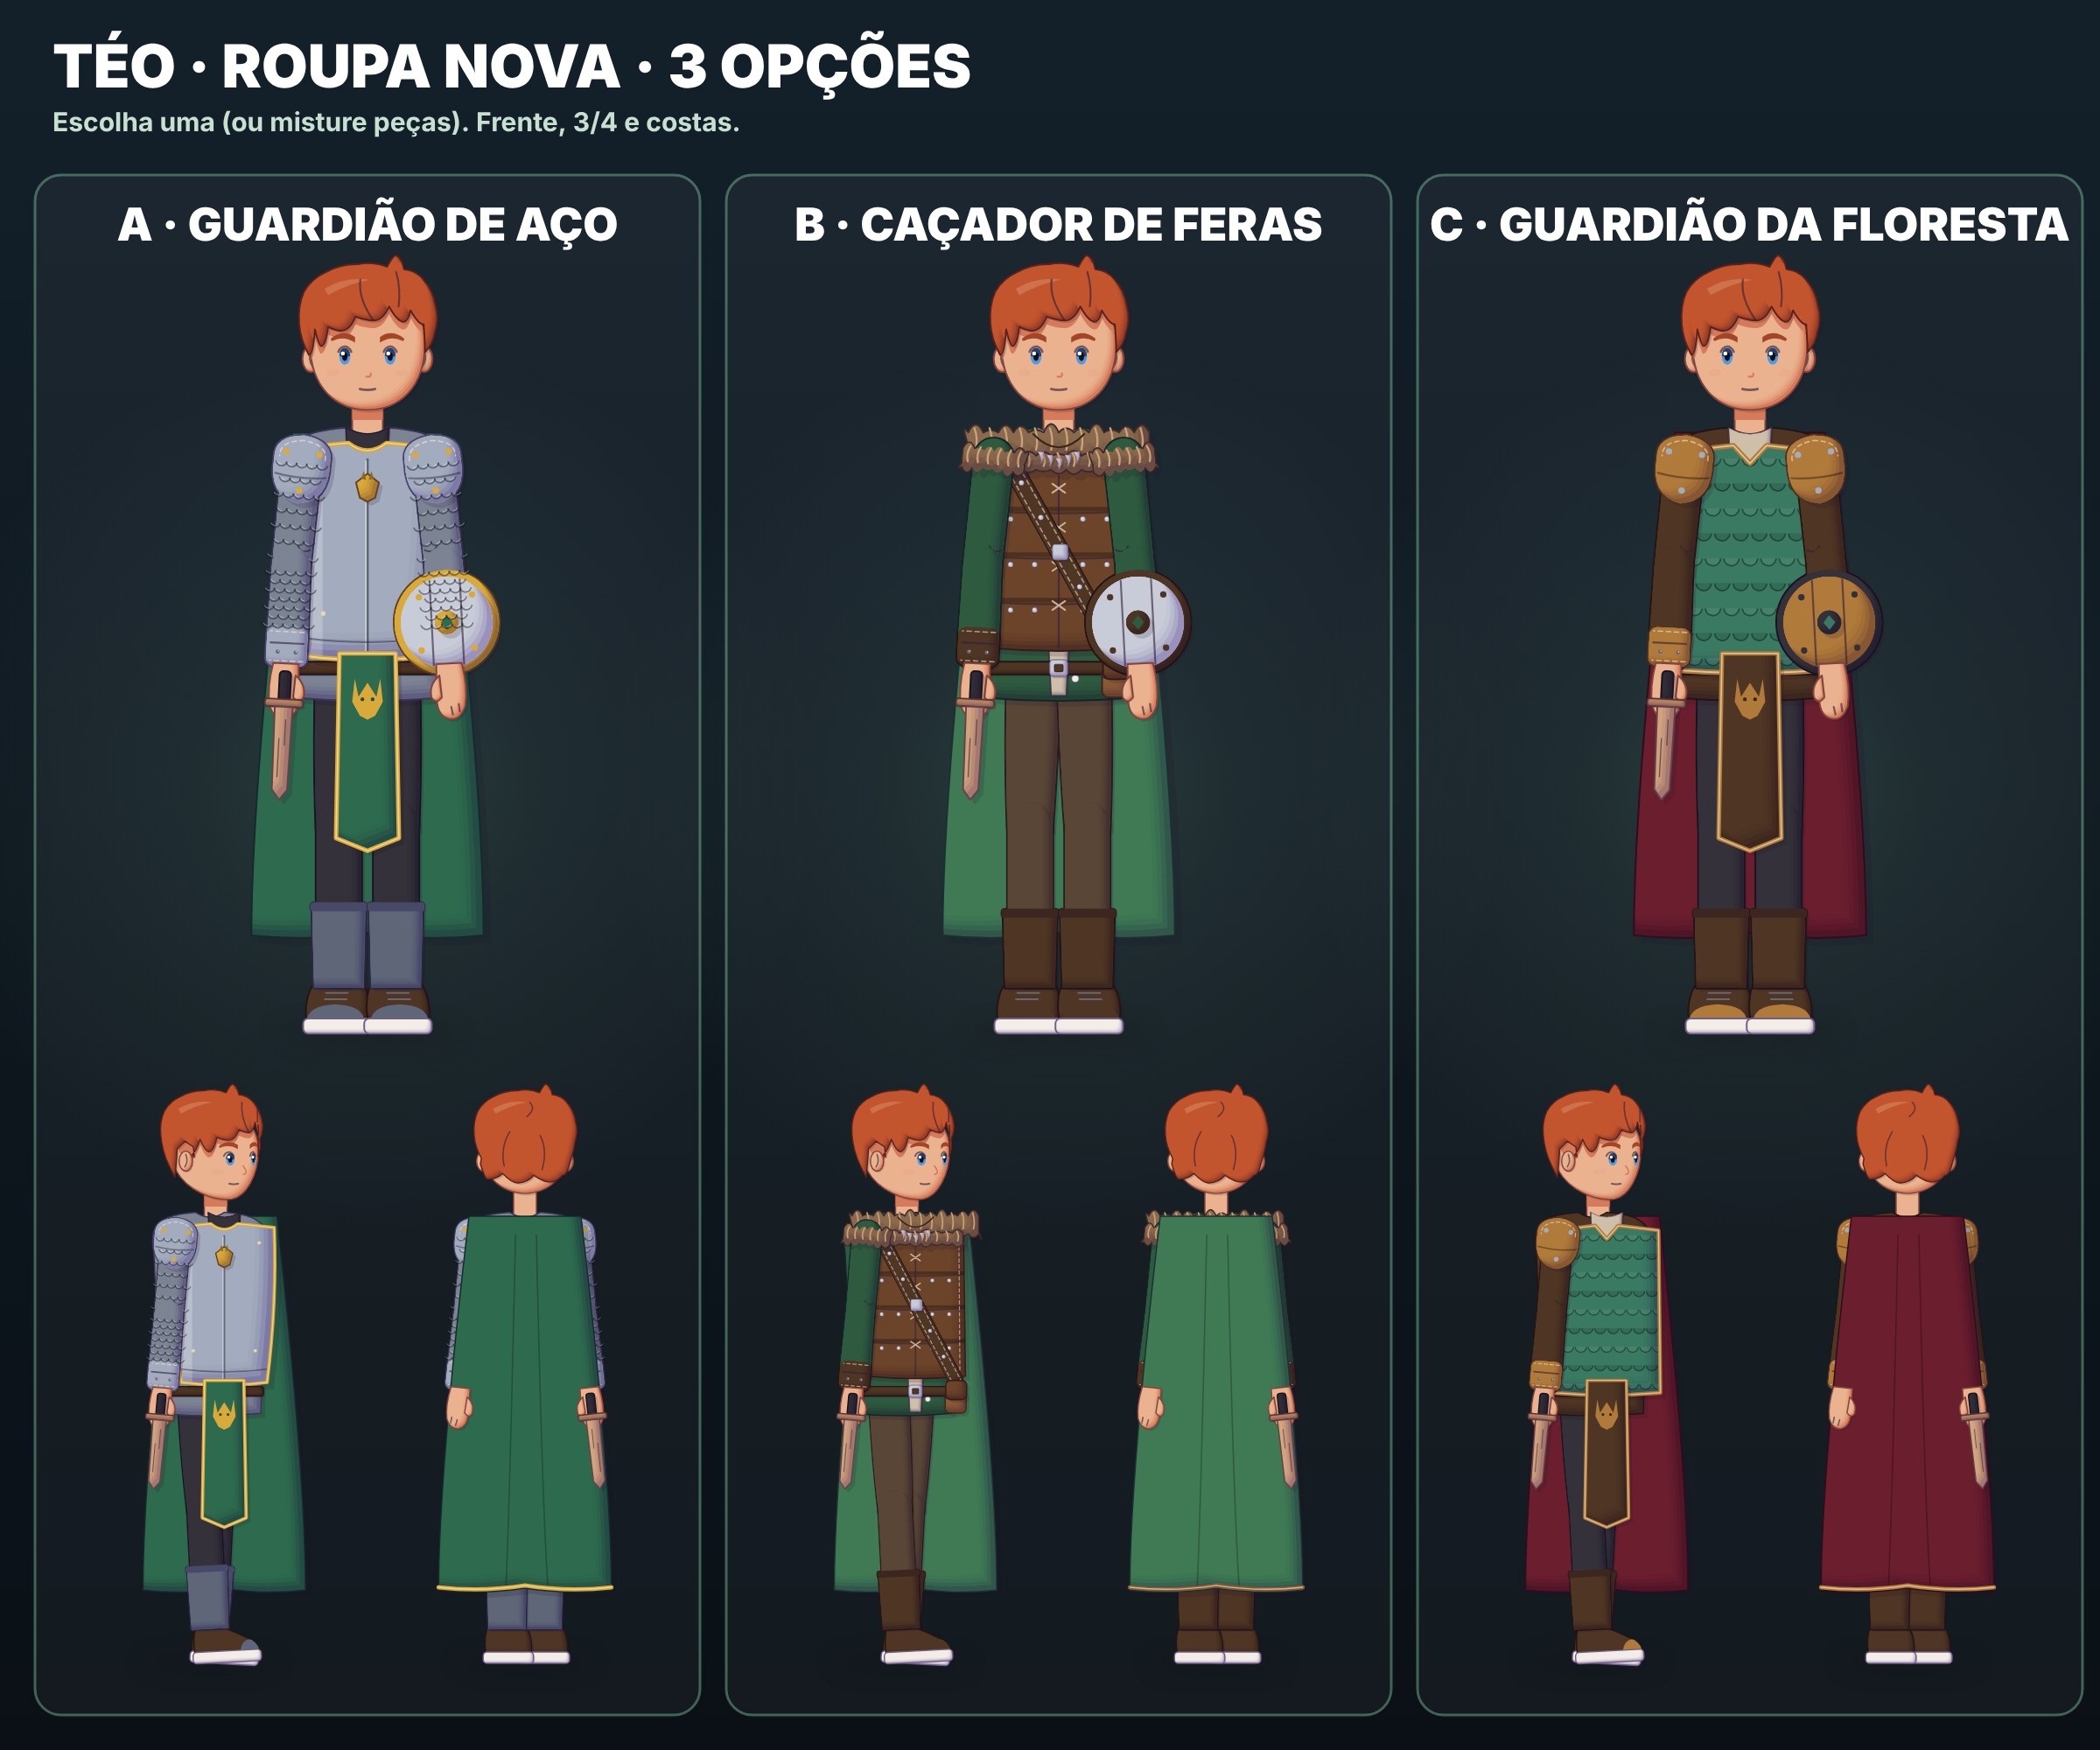 TÉO · ROUPA NOVA · 3 OPÇÕES
Escolha uma (ou misture peças). Frente, 3/4 e costas.
A · GUARDIÃO DE AÇO
B · CAÇADOR DE FERAS
C · GUARDIÃO DA FLORESTA